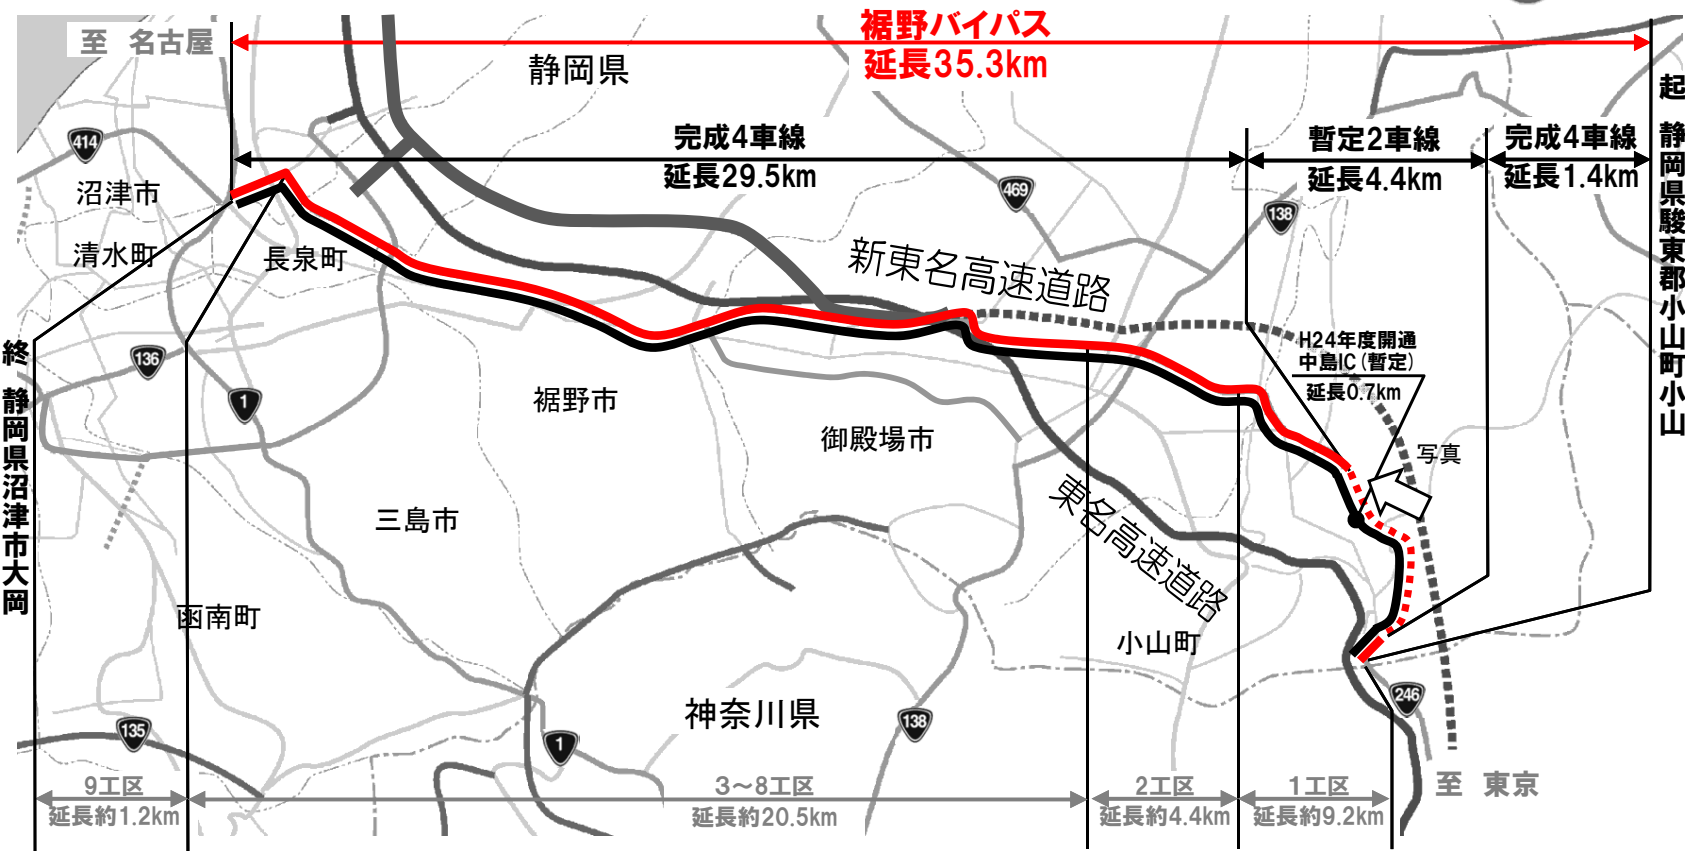 至 名古屋
裾野バイパス
延長35.3km
静岡県
起 静岡県駿東郡小山町小山
完成4車線
延長29.5km
暫定2車線
延長4.4km
完成4車線
延長1.4km
414
沼津市
469
138
清水町
長泉町
新東名高速道路
終 静岡県沼津市大岡
136
1
H24年度開通
中島IC(暫定)
延長0.7km
裾野市
御殿場市
写真
三島市
東名高速道路
函南町
小山町
神奈川県
246
135
1
138
9工区
延長約1.2km
3～8工区
延長約20.5km
2工区
延長約4.4km
1工区
延長約9.2km
至 東京